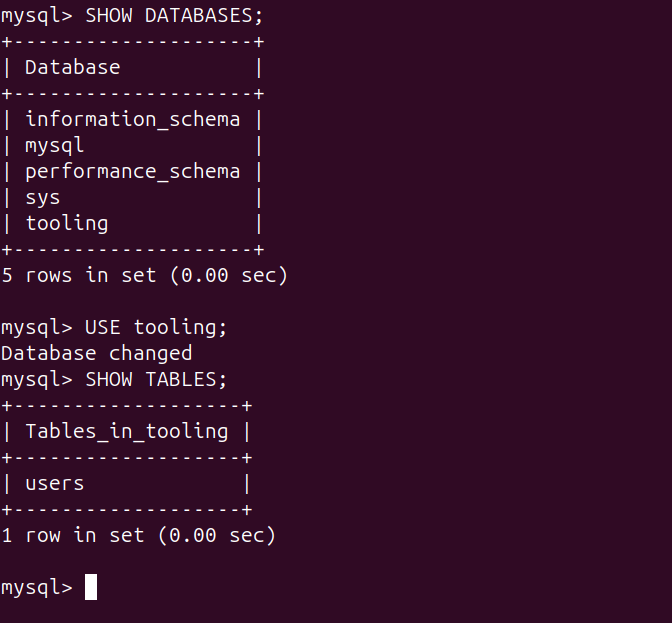 mysql> SHOW DATABASES;
+--------------------+
| Database           |
+--------------------+
| information_schema |
| mysql              |
| performance_schema |
| sys                |
| tooling            |
+--------------------+
5 rows in set (0.00 sec)

mysql> USE tooling;
Database changed
mysql> SHOW TABLES;
+-------------------+
| Tables_in_tooling |
+-------------------+
| users             |
+-------------------+
1 row in set (0.00 sec)

mysql>